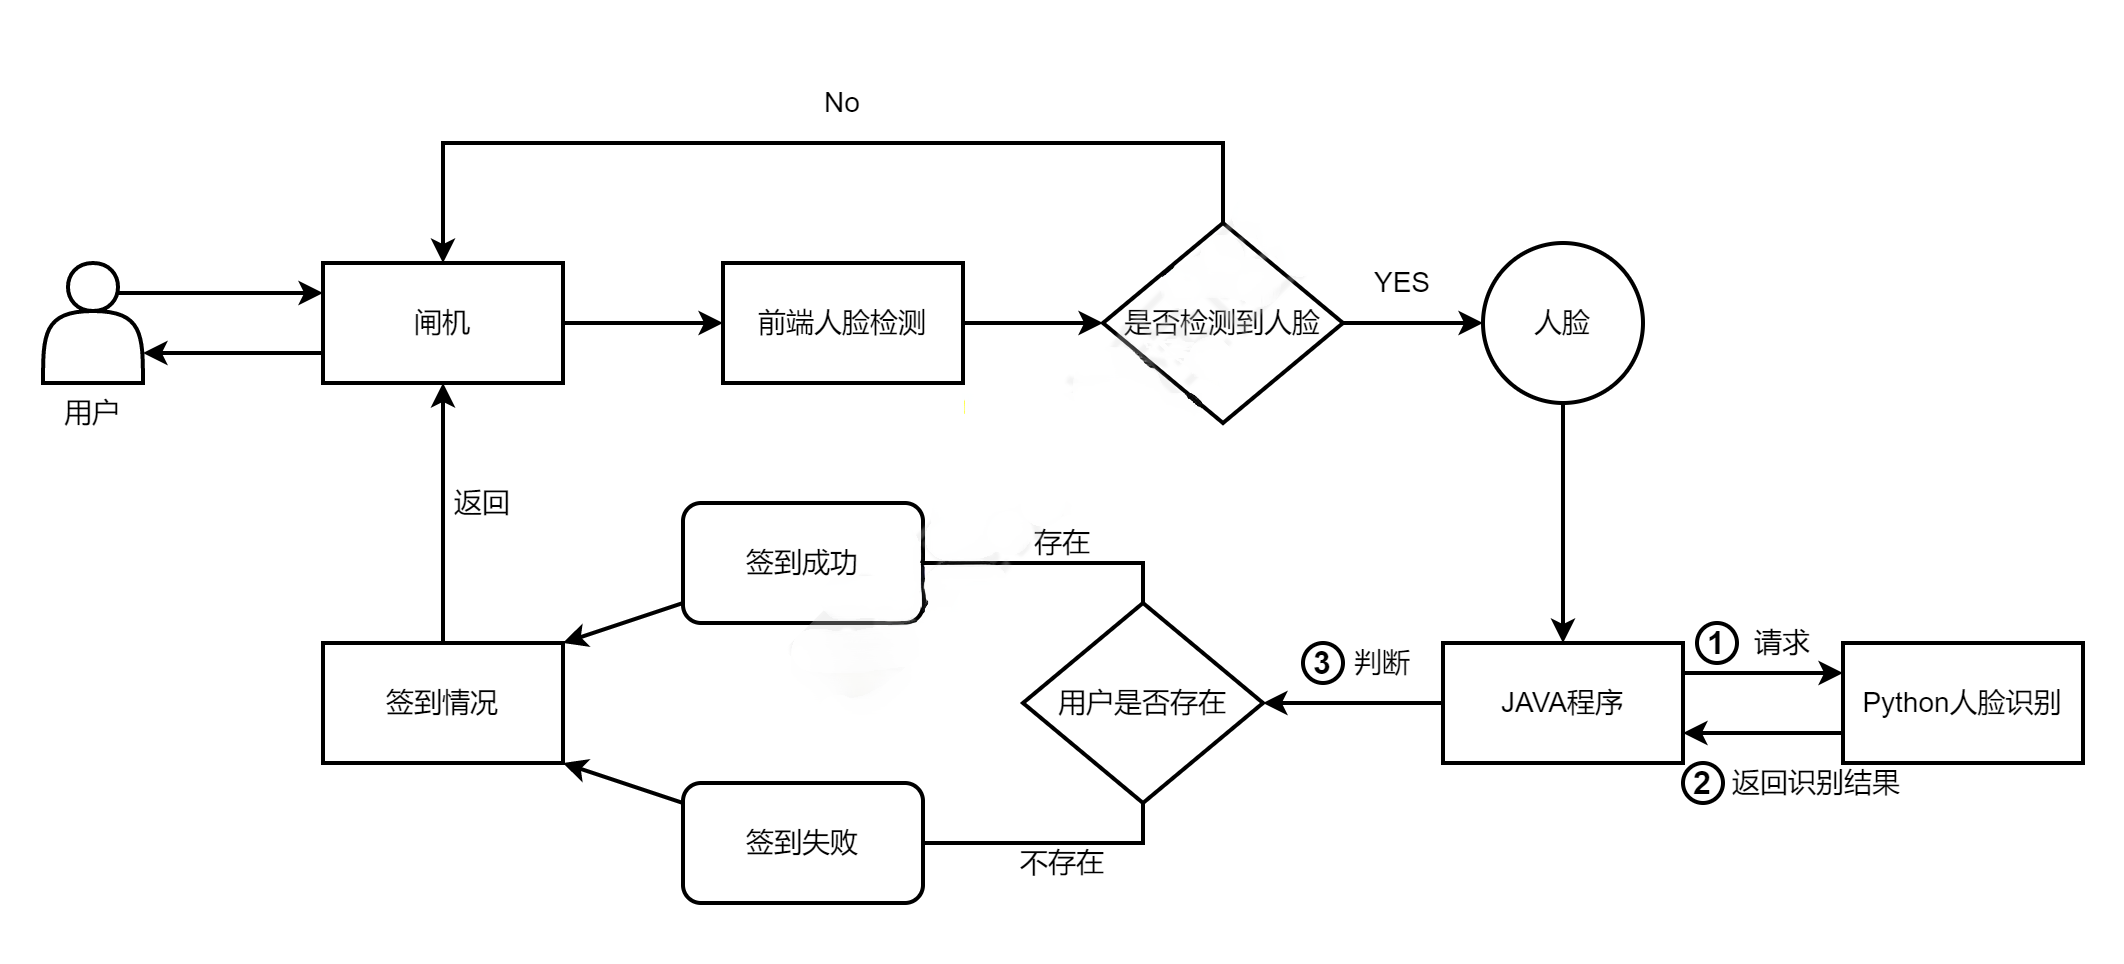 No
闸机
前端人脸检测
是否检测到人脸
YES
人脸
用户
返回
签到成功
存在
签到情况
用户是否存在
3 判断
JAVA程序
1 请求
Python人脸识别
2 返回识别结果
签到失败
不存在